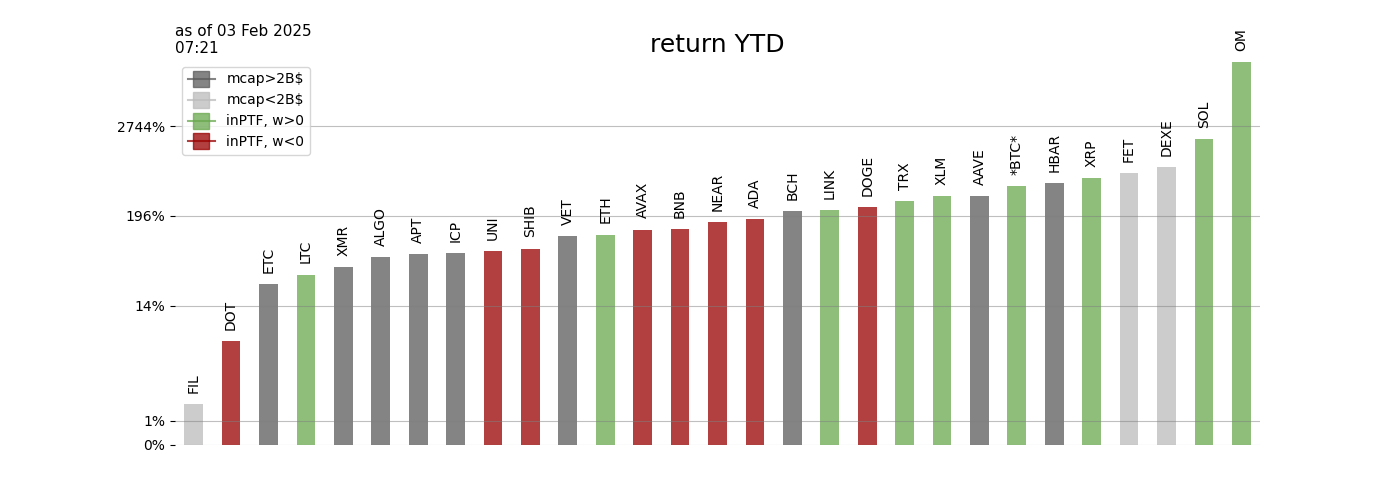 as of 03 Feb 2025
07:21
return YTD
mcap>2B$
mcap<2B$
inPTF, w>0
inPTF, w<0
2744%
196%
14%
1%
0%
FIL
DOT
ETC
LTC
XMR
ALGO
APT
ICP
UNI
SHIB
VET
ETH
AVAX
BNB
NEAR
ADA
BCH
LINK
DOGE
TRX
XLM
AAVE
*BTC*
HBAR
XRP
FET
DEXE
SOL
OM